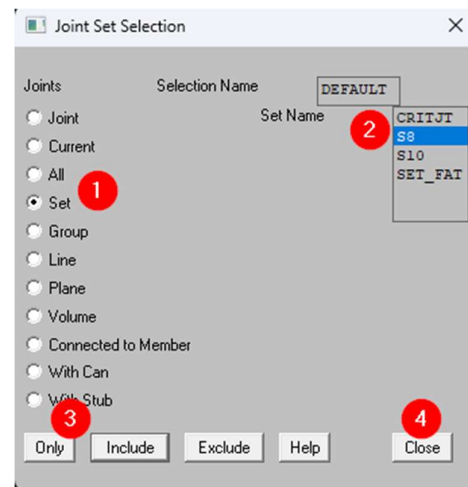 Joint Set Selection
Joints Selection Name DEFAULT
Joint Set Name 2 CRITJT
Current S8
All S10
1 SET_FAT
Set
Group
Line
Plane
Volume
Connected to Member
With Can
With Stub
3 4
Only Include Exclude Help Close